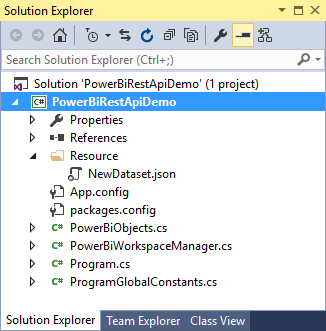 Solution Explorer
Search Solution Explorer (Ctrl+;)
Solution 'PowerBiRestApiDemo' (1 project)
C# PowerBiRestApiDemo
Properties
References
Resource
NewDataset.json
App.config
packages.config
C# PowerBiObjects.cs
C# PowerBiWorkspaceManager.cs
C# Program.cs
C# ProgramGlobalConstants.cs
Solution Explorer Team Explorer Class View